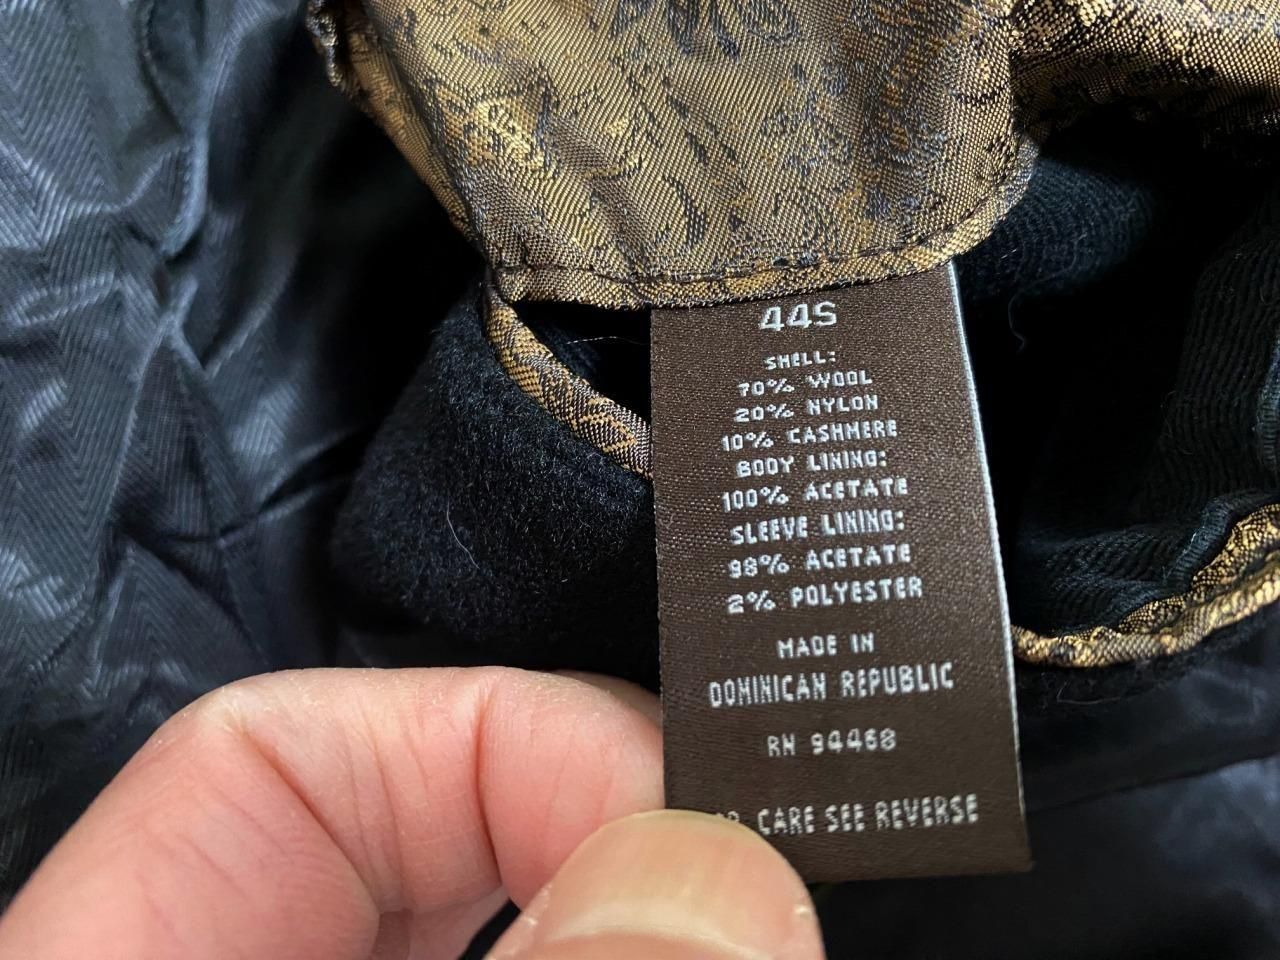 44S
SHELL:
70% WOOL
20% NYLON
10% CASHMERE
BODY LINING:
100% ACETATE
SLEEVE LINING:
98% ACETATE
2% POLYESTER
MADE IN
DOMINICAN REPUBLIC
RN 94468
CARE SEE REVERSE